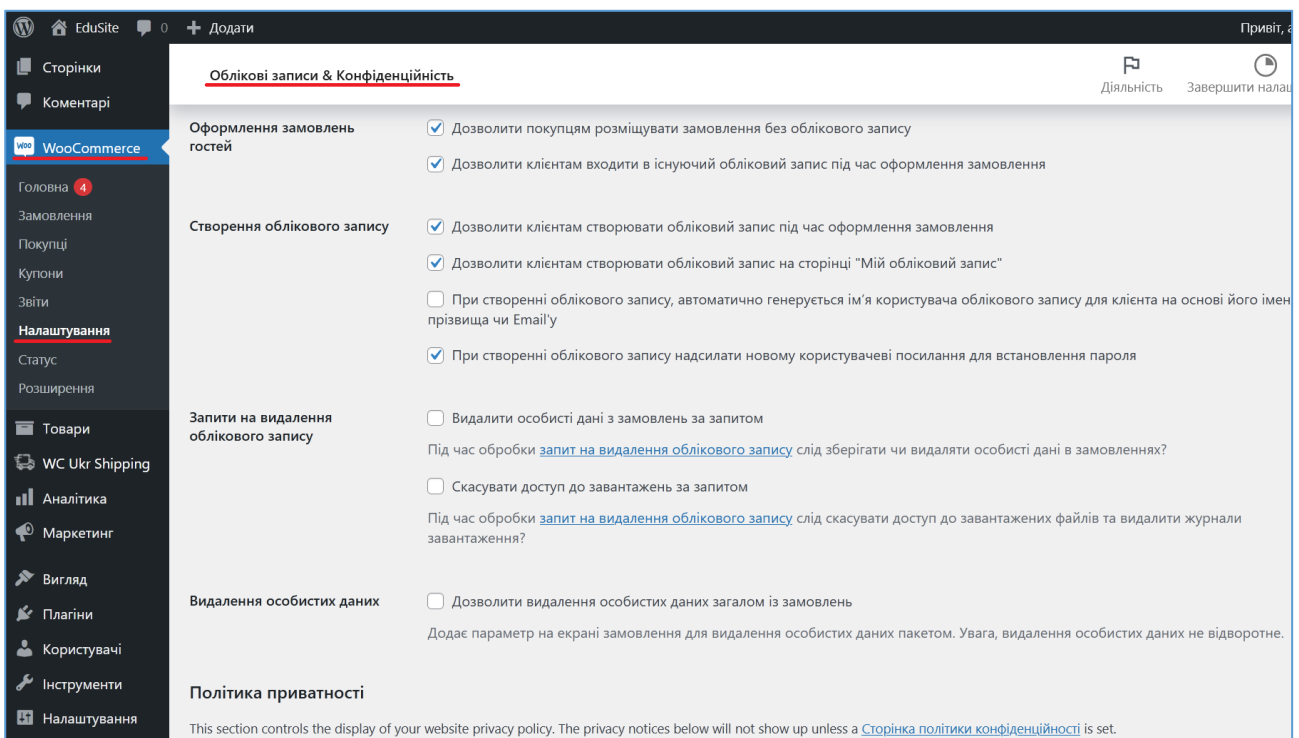 EduSite 0 Додати
Привіт, a
Сторінки
Коментарі
WooCommerce
Головна 4
Замовлення
Покупці
Купони
Звіти
Налаштування
Статус
Розширення
Товари
WC Ukr Shipping
Аналітика
Маркетинг
Вигляд
Плагіни
Користувачі
Інструменти
Налаштування
Облікові записи & Конфіденційність
Діяльність
Завершити налаш
Оформлення замовлень
гостей
Дозволити покупцям розміщувати замовлення без облікового запису
Дозволити клієнтам входити в існуючий обліковий запис під час оформлення замовлення
Створення облікового запису
Дозволити клієнтам створювати обліковий запис під час оформлення замовлення
Дозволити клієнтам створювати обліковий запис на сторінці "Мій обліковий запис"
При створенні облікового запису, автоматично генерується ім’я користувача облікового запису для клієнта на основі його імен
прізвища чи Email'у
При створенні облікового запису надсилати новому користувачеві посилання для встановлення пароля
Запити на видалення
облікового запису
Видалити особисті дані з замовлень за запитом
Під час обробки запит на видалення облікового запису слід зберігати чи видаляти особисті дані в замовленнях?
Скасувати доступ до завантажень за запитом
Під час обробки запит на видалення облікового запису слід скасувати доступ до завантажених файлів та видалити журнали
завантаження?
Видалення особистих даних
Дозволити видалення особистих даних загалом із замовлень
Додає параметр на екрані замовлення для видалення особистих даних пакетом. Увага, видалення особистих даних не відворотне.
Політика приватності
This section controls the display of your website privacy policy. The privacy notices below will not show up unless a Сторінка політики конфіденційності is set.